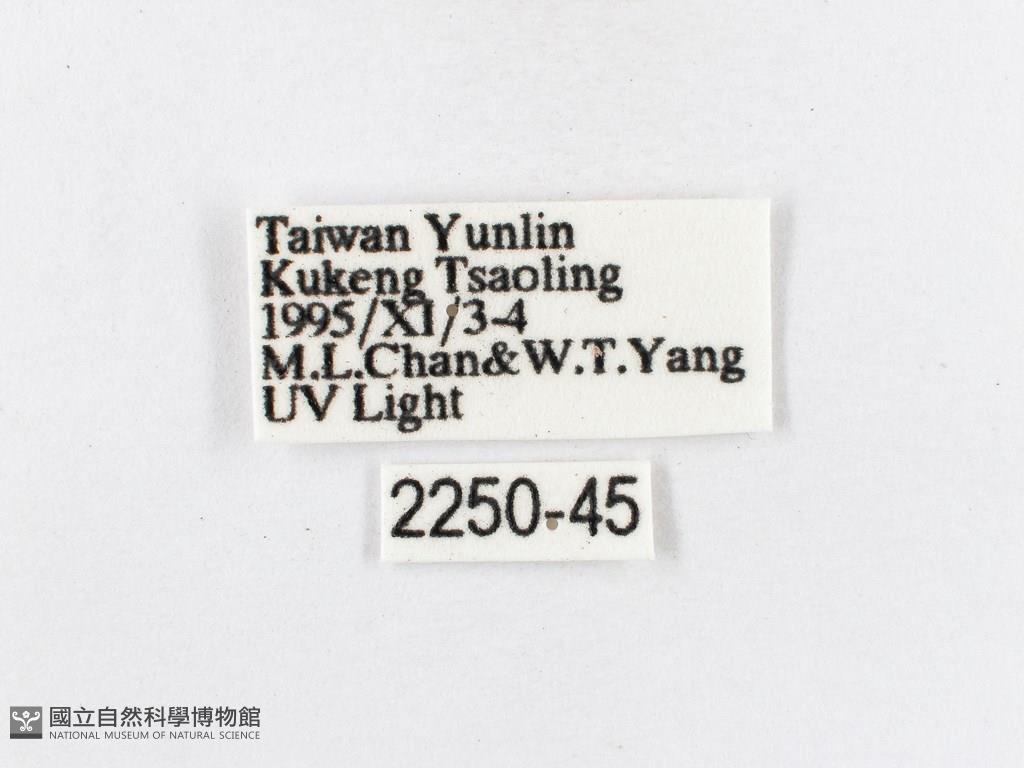 Taiwan Yunlin
Kukeng Tsaoling
1995/XI/3-4
M.L.Chan&W.T.Yang
UV Light
2250-45
國立自然科學博物館
NATIONAL MUSEUM OF NATURAL SCIENCE